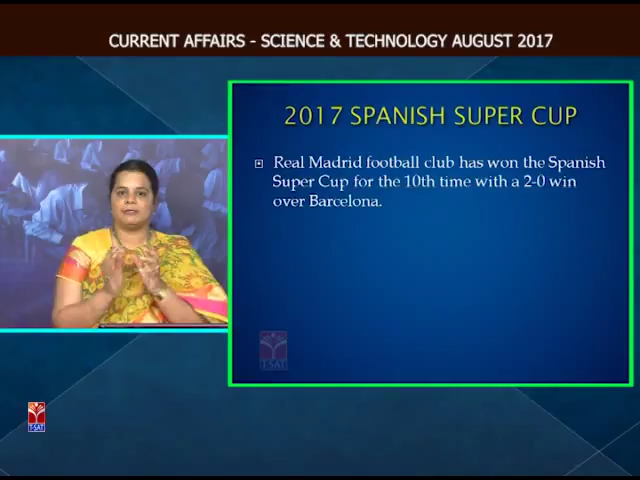 CURRENT AFFAIRS - SCIENCE & TECHNOLOGY AUGUST 2017
2017 SPANISH SUPER CUP
Real Madrid football club has won the Spanish
Super Cup for the 10th time with a 2-0 win
over Barcelona.
T-SAT
T-SAT